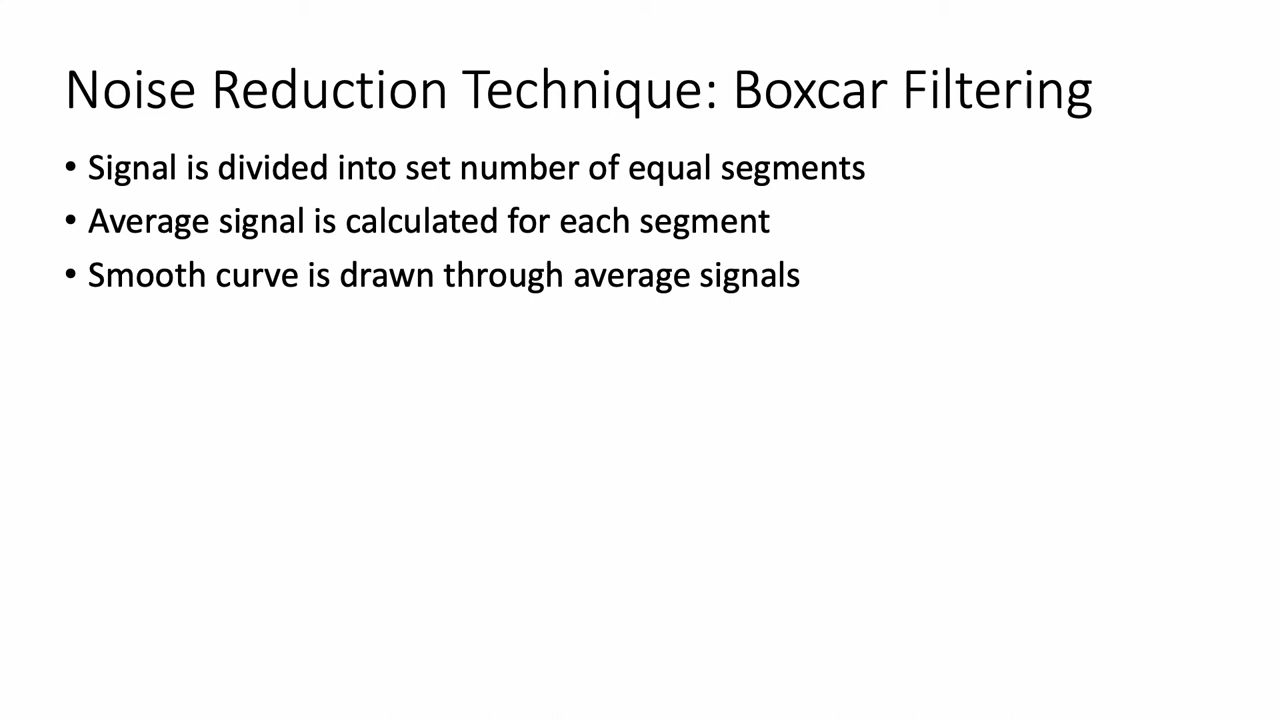 Noise Reduction Technique: Boxcar Filtering
• Signal is divided into set number of equal segments
• Average signal is calculated for each segment
• Smooth curve is drawn through average signals